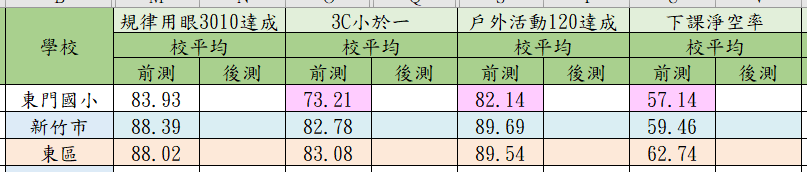 規律用眼3010達成 3C小於一 戶外活動120達成 下課淨空率
學校 校平均 校平均 校平均 校平均
前測 後測 前測 後測 前測 後測 前測 後測
東門國小 83.93 73.21 82.14 57.14
新竹市 88.39 82.78 89.69 59.46
東區 88.02 83.08 89.54 62.74